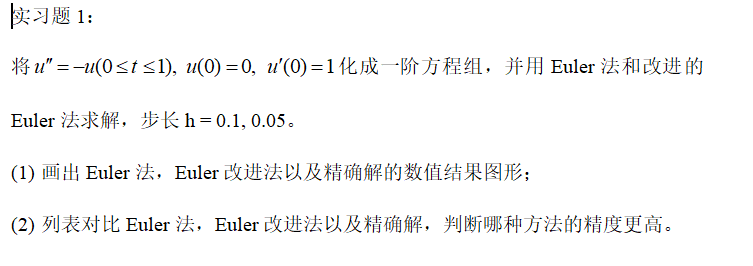 实习题 1：
将 u″ = −u(0 ≤ t ≤ 1), u(0) = 0, u′(0) = 1 化成一阶方程组，并用 Euler 法和改进的
Euler 法求解，步长 h = 0.1, 0.05。
(1) 画出 Euler 法，Euler 改进法以及精确解的数值结果图形；
(2) 列表对比 Euler 法，Euler 改进法以及精确解，判断哪种方法的精度更高。